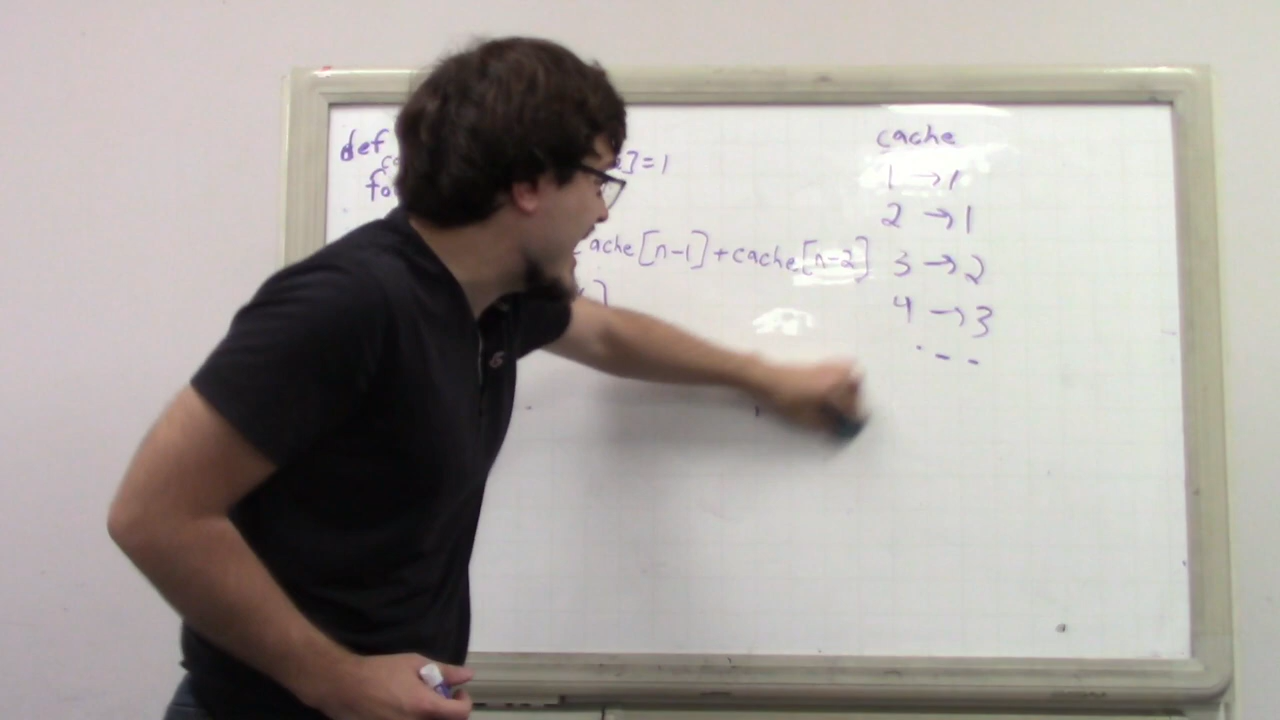 def
]=1
fo
ache[n-1]+cache[n-2]
]
cache
1 →1
2 →1
3 →2
4 →3
. - -